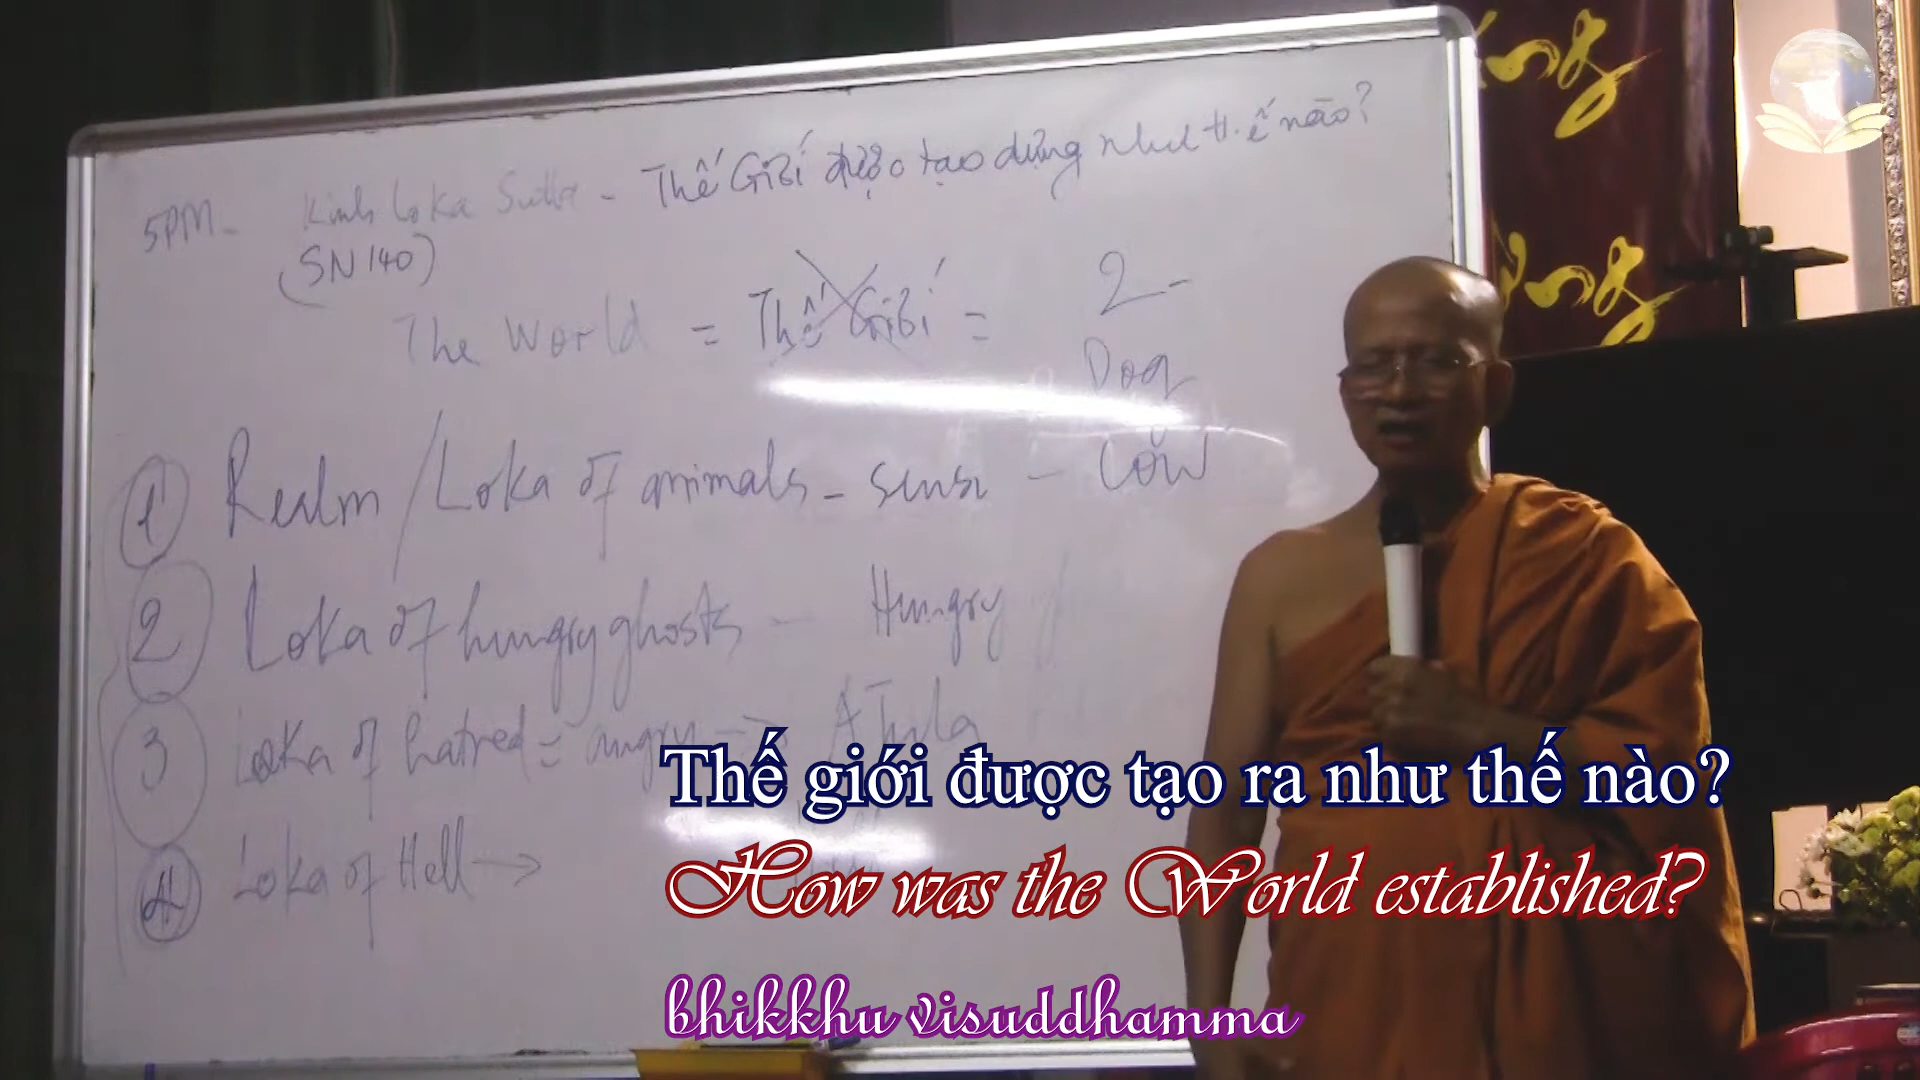 5PM - Kinh Loka Sutta - Thế Giới được tạo dựng như thế nào?
(SN 140)
The World = Thế Giới = 2 -
Dog
1 Realm / Loka of animals - sense - Cow
2 Loka of hungry ghosts - Hungry
3 Loka of hatred = angry → A Tula
4 Loka of Hell →
Thế giới được tạo ra như thế nào?
How was the World established?
bhikkhu visuddhamma